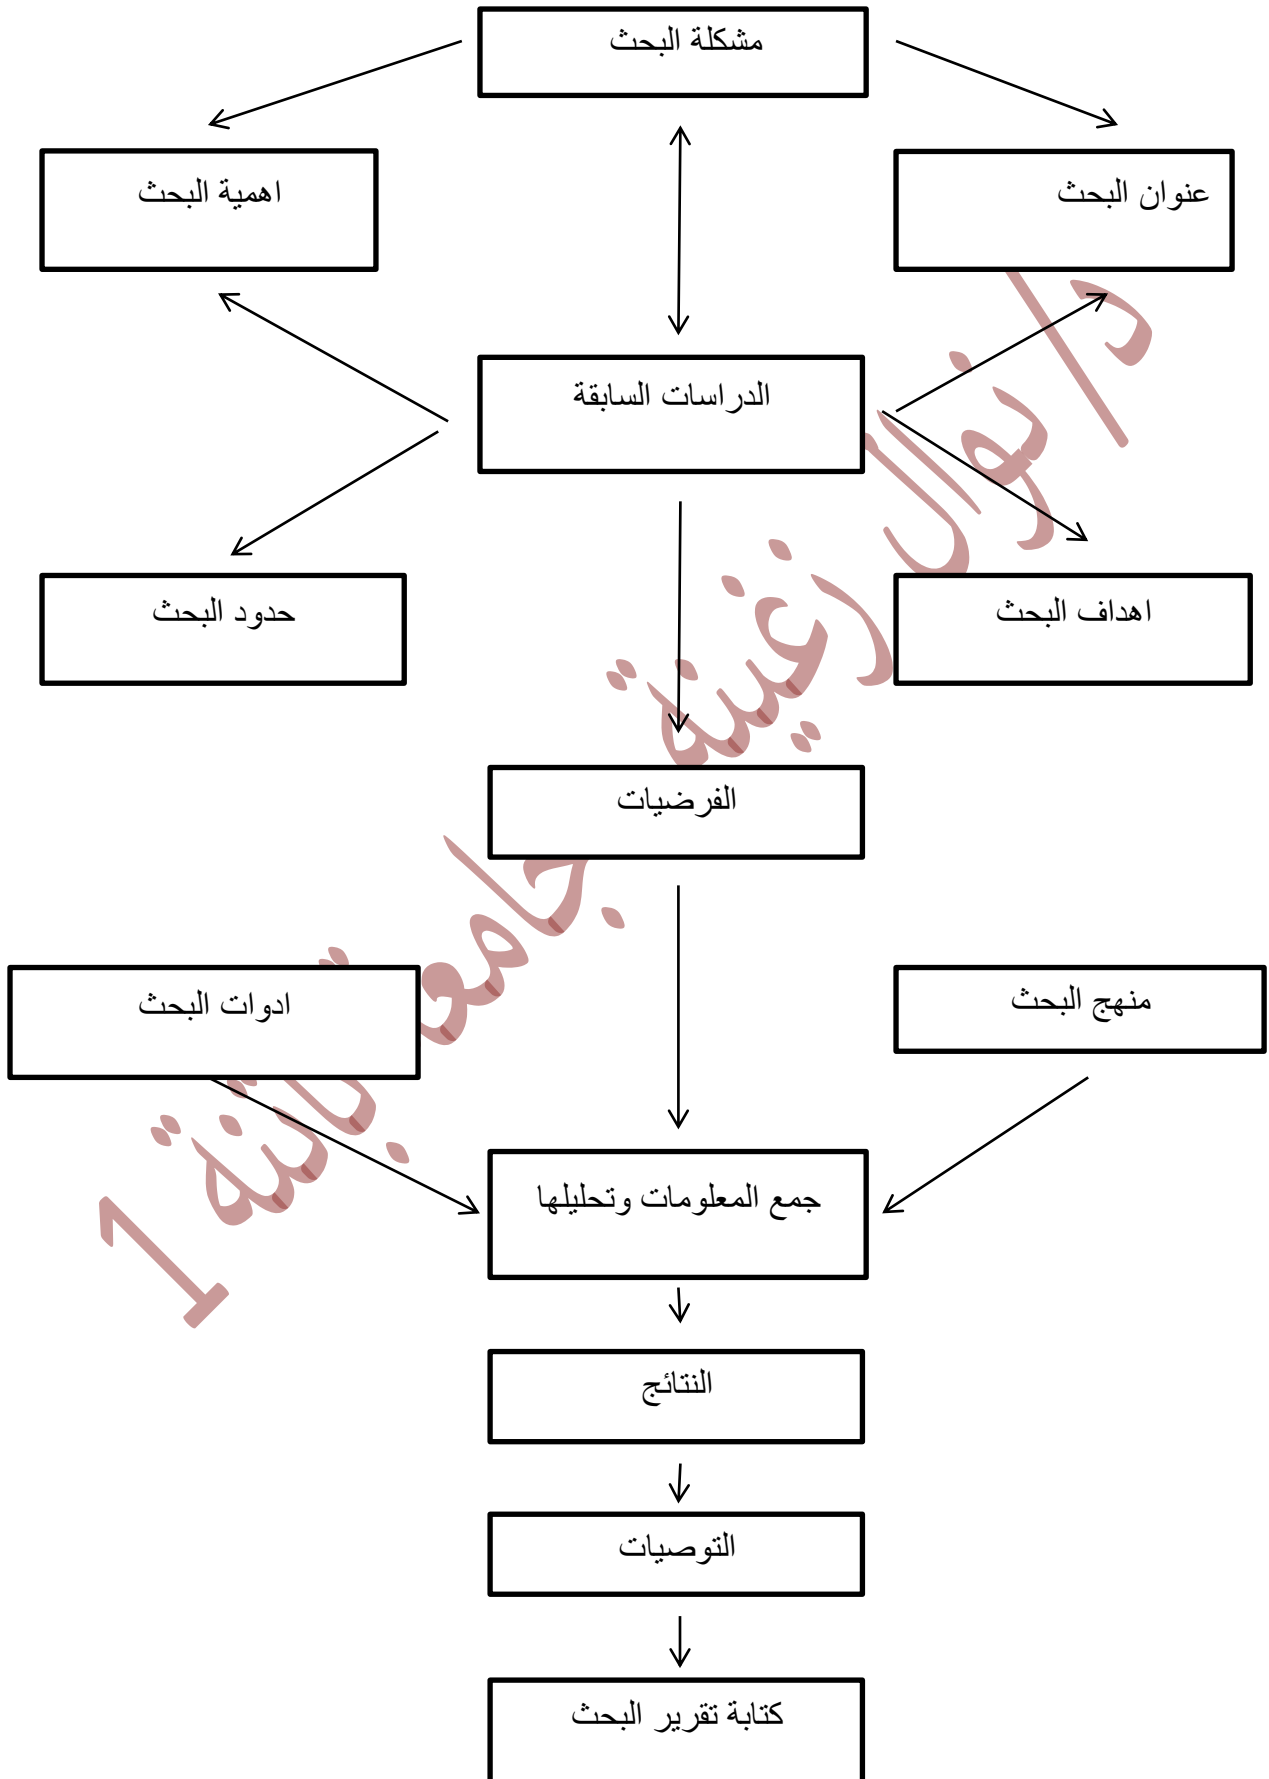 مشكلة البحث
عنوان البحث
اهمية البحث
الدراسات السابقة
اهداف البحث
حدود البحث
الفرضيات
منهج البحث
ادوات البحث
جمع المعلومات وتحليلها
النتائج
التوصيات
كتابة تقرير البحث
د/ نوال زغينة جامعة باتنة 1